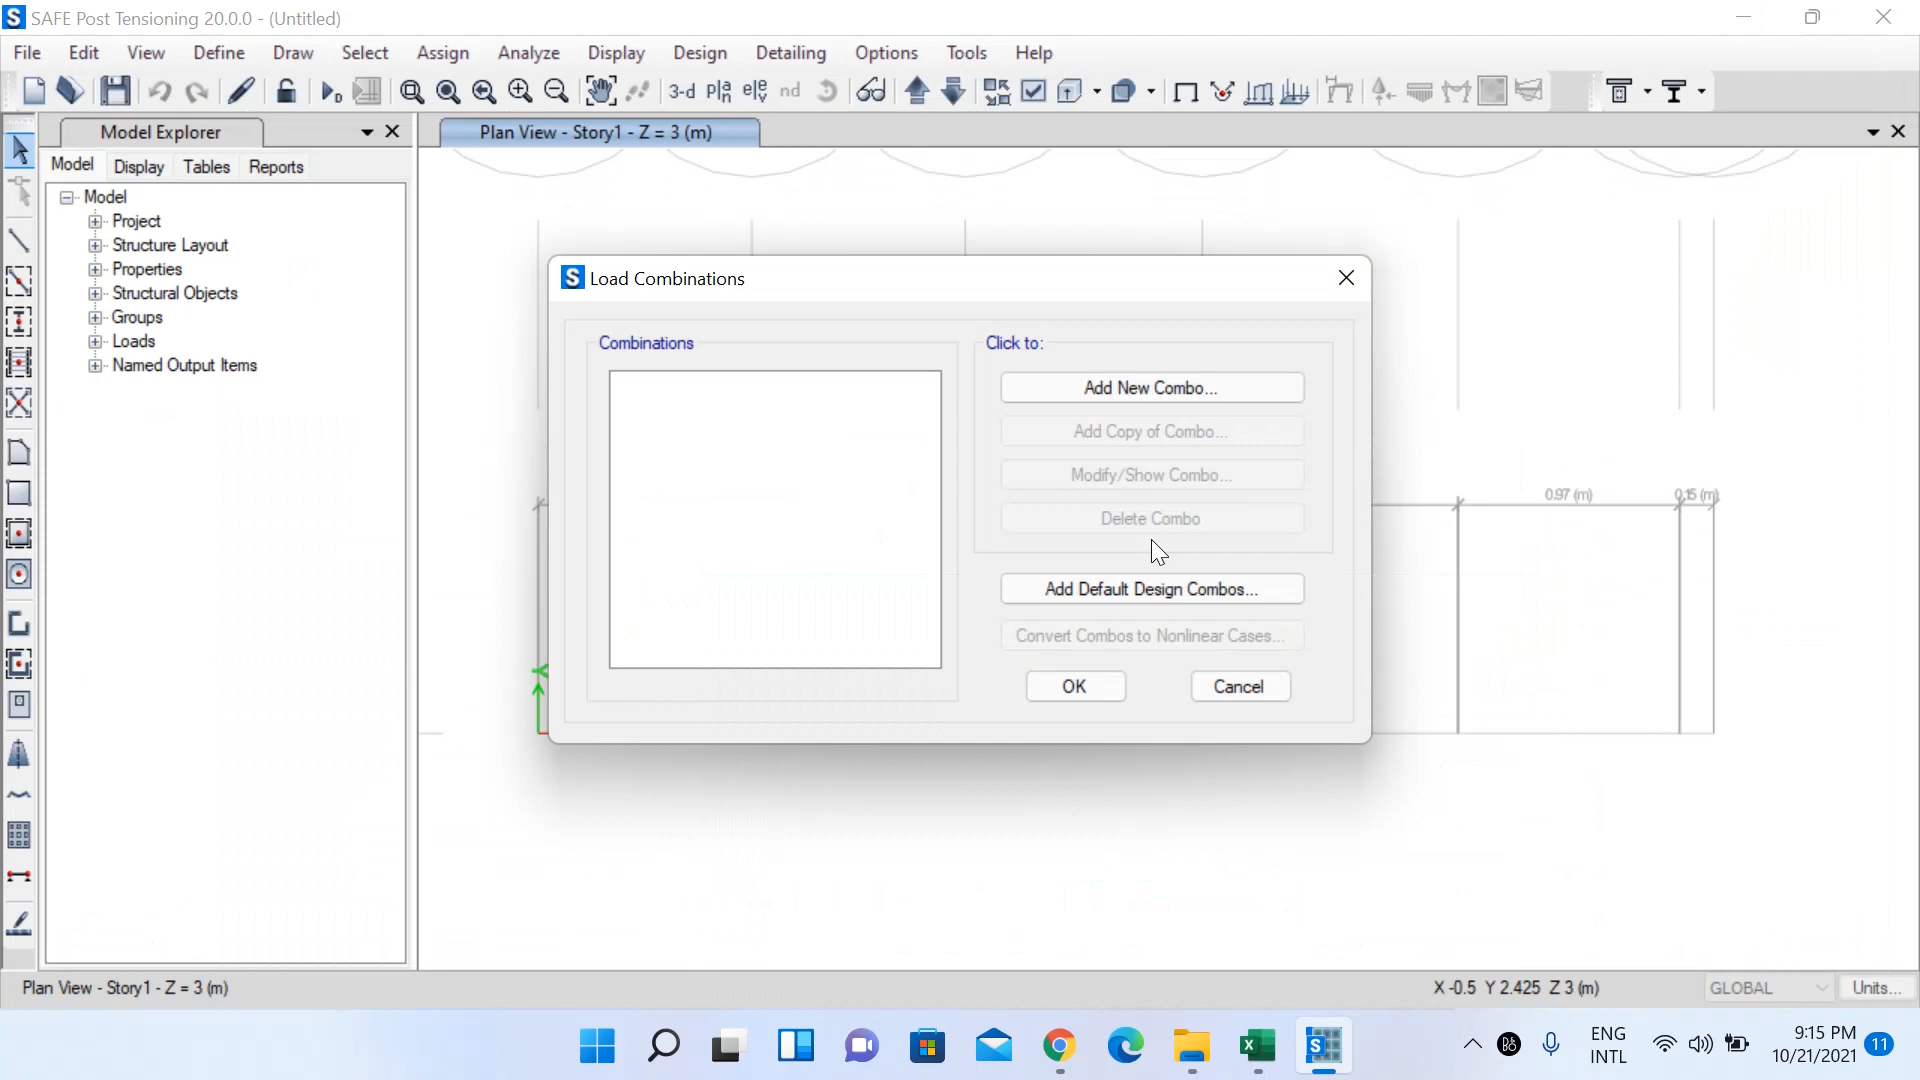 SAFE Post Tensioning 20.0.0 - (Untitled)
File Edit View Define Draw Select Assign Analyze Display Design Detailing Options Tools Help
3-d
nd
Model Explorer
Plan View - Story1 - Z = 3 (m)
Model Display Tables Reports
Model
Project
Structure Layout
Properties
Structural Objects
Groups
Loads
Named Output Items
Load Combinations
Combinations
Click to:
Add New Combo...
Add Copy of Combo...
Modify/Show Combo...
Delete Combo
Add Default Design Combos...
Convert Combos to Nonlinear Cases...
OK Cancel
0.97 (m) 0.15 (m)
Plan View - Story1 - Z = 3 (m)
X -0.5 Y 2.425 Z 3 (m)
GLOBAL
Units...
ENG
INTL
9:15 PM
10/21/2021
11